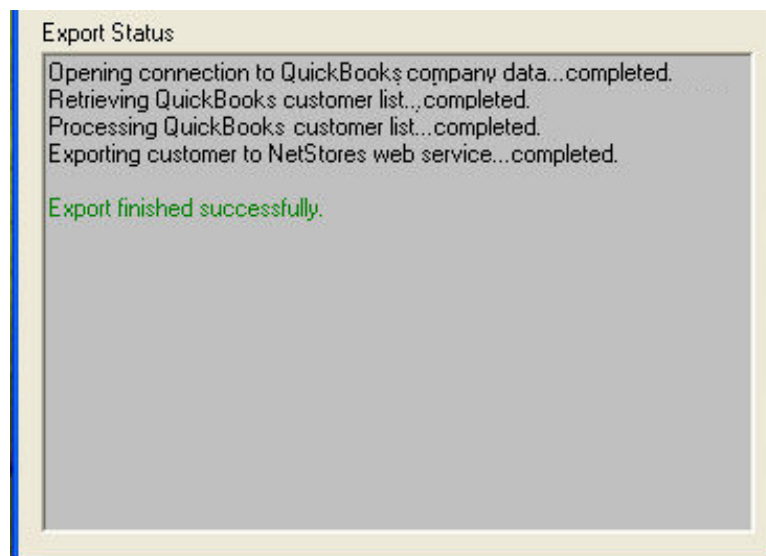 Export Status
Opening connection to QuickBooks company data...completed.
Retrieving QuickBooks customer list...completed.
Processing QuickBooks customer list...completed.
Exporting customer to NetStores web service...completed.
Export finished successfully.